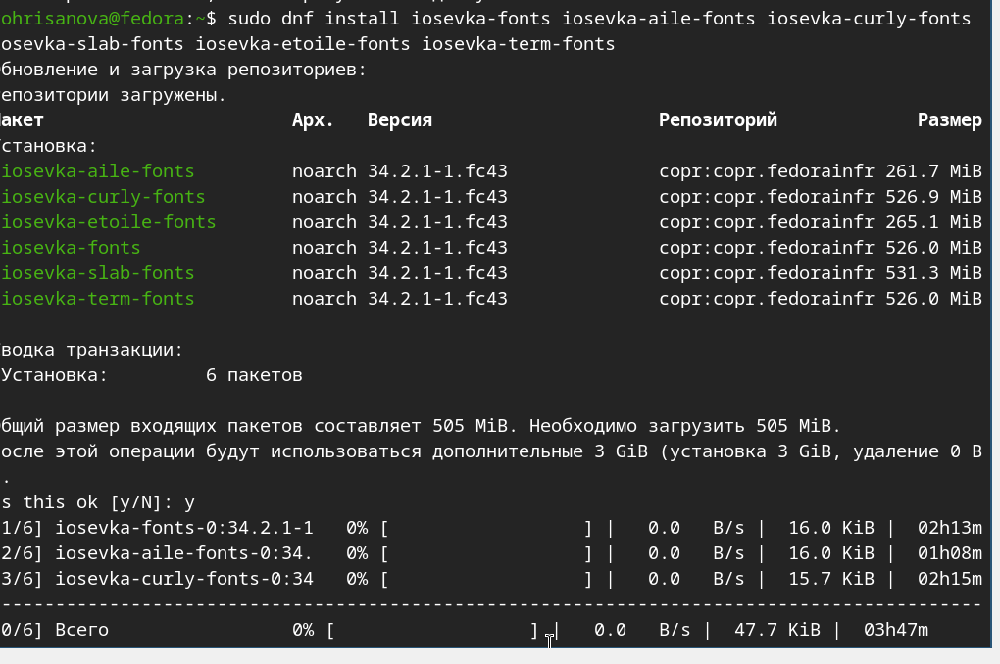 ohrisanova@fedora:~$ sudo dnf install iosevka-fonts iosevka-aile-fonts iosevka-curly-fonts
osevka-slab-fonts iosevka-etoile-fonts iosevka-term-fonts
бновление и загрузка репозиториев:
епозитории загружены.
акет Арх. Версия Репозиторий Размер
становка:
iosevka-aile-fonts noarch 34.2.1-1.fc43 copr:copr.fedorainfr 261.7 MiB
iosevka-curly-fonts noarch 34.2.1-1.fc43 copr:copr.fedorainfr 526.9 MiB
iosevka-etoile-fonts noarch 34.2.1-1.fc43 copr:copr.fedorainfr 265.1 MiB
iosevka-fonts noarch 34.2.1-1.fc43 copr:copr.fedorainfr 526.0 MiB
iosevka-slab-fonts noarch 34.2.1-1.fc43 copr:copr.fedorainfr 531.3 MiB
iosevka-term-fonts noarch 34.2.1-1.fc43 copr:copr.fedorainfr 526.0 MiB
водка транзакции:
Установка: 6 пакетов
бщий размер входящих пакетов составляет 505 MiB. Необходимо загрузить 505 MiB.
осле этой операции будут использоваться дополнительные 3 GiB (установка 3 GiB, удаление 0 B
.
s this ok [y/N]: y
1/6] iosevka-fonts-0:34.2.1-1 0% [ ] | 0.0 B/s | 16.0 KiB | 02h13m
2/6] iosevka-aile-fonts-0:34. 0% [ ] | 0.0 B/s | 16.0 KiB | 01h08m
3/6] iosevka-curly-fonts-0:34 0% [ ] | 0.0 B/s | 15.7 KiB | 02h15m
-------------------------------------------------------------------------------------------
0/6] Всего 0% [ ] | 0.0 B/s | 47.7 KiB | 03h47m